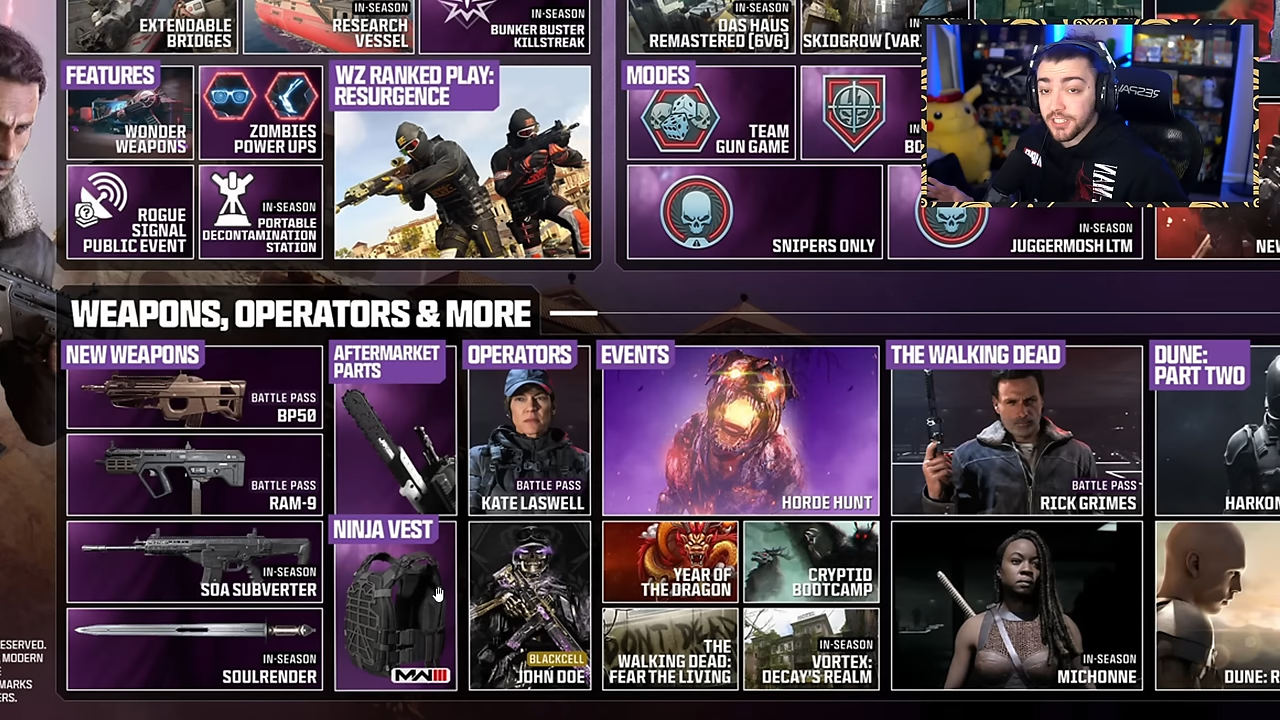 EXTENDABLE
BRIDGES
IN-SEASON
RESEARCH
VESSEL
IN-SEASON
BUNKER BUSTER
KILLSTREAK
IN-SEASON
DAS HAUS
REMASTERED [6V6]
SKIDGROW [VAR
FEATURES
WONDER
WEAPONS
ZOMBIES
POWER UPS
ROGUE
SIGNAL
PUBLIC EVENT
IN-SEASON
PORTABLE
DECONTAMINATION
STATION
WZ RANKED PLAY:
RESURGENCE
MODES
TEAM
GUN GAME
SNIPERS ONLY
IN-SEASON
JUGGERMOSH LTM
WEAPONS, OPERATORS & MORE
NEW WEAPONS
BATTLE PASS
BP50
BATTLE PASS
RAM-9
IN-SEASON
SOA SUBVERTER
IN-SEASON
SOULRENDER
AFTERMARKET
PARTS
NINJA VEST
MWIII
OPERATORS
BATTLE PASS
KATE LASWELL
BLACKCELL
JOHN DOE
EVENTS
HORDE HUNT
YEAR OF
THE DRAGON
CRYPTID
BOOTCAMP
THE
WALKING DEAD:
FEAR THE LIVING
IN-SEASON
VORTEX:
DECAY'S REALM
THE WALKING DEAD
BATTLE PASS
RICK GRIMES
IN-SEASON
MICHONNE
DUNE:
PART TWO
HARKON
DUNE: R
ESERVED.
MODERN
MARKS
ERS.